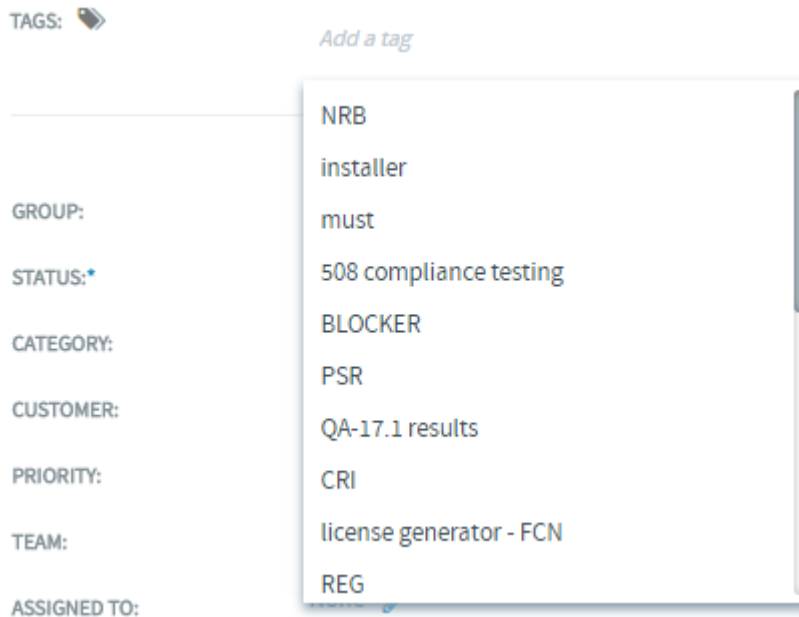 TAGS:
Add a tag
NRB
installer
GROUP:
must
STATUS:*
508 compliance testing
BLOCKER
CATEGORY:
PSR
CUSTOMER:
QA-17.1 results
PRIORITY:
CRI
TEAM:
license generator - FCN
REG
ASSIGNED TO:
None